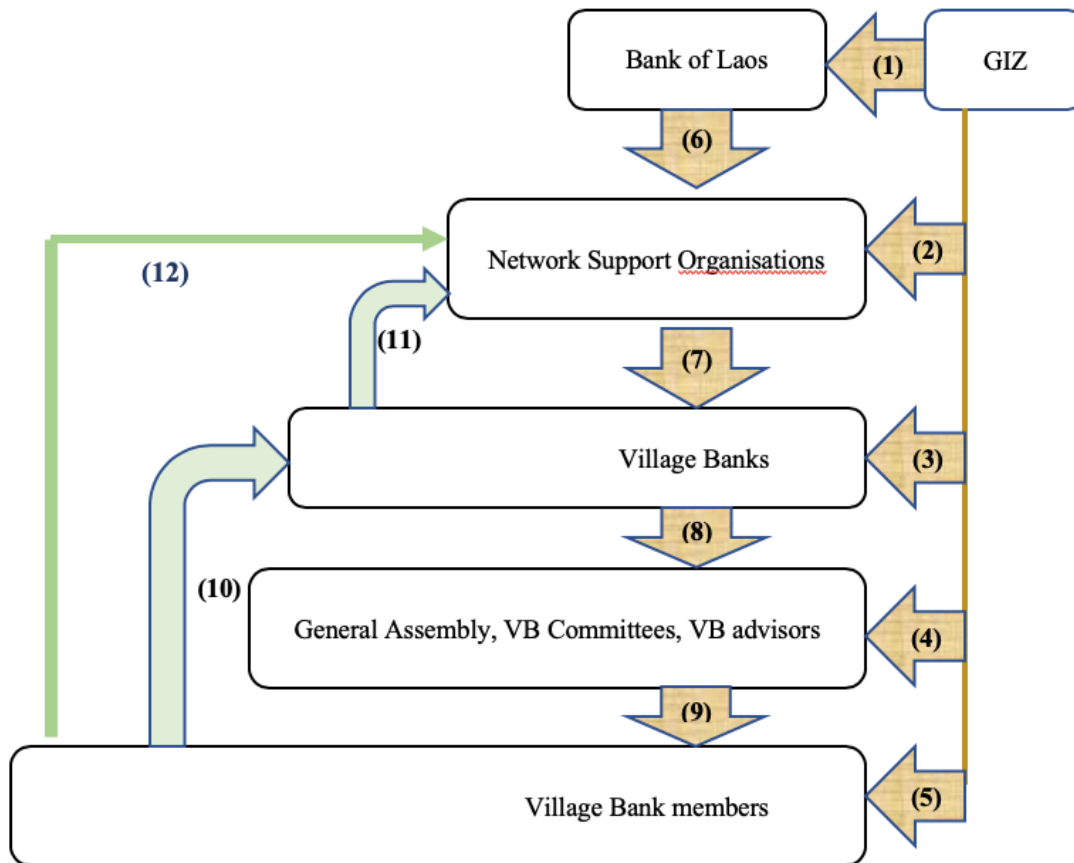 Bank of Laos
(1)
GIZ
(6)
Network Support Organisations
(2)
(12)
(11)
(7)
Village Banks
(3)
(8)
(10)
General Assembly, VB Committees, VB advisors
(4)
(9)
Village Bank members
(5)